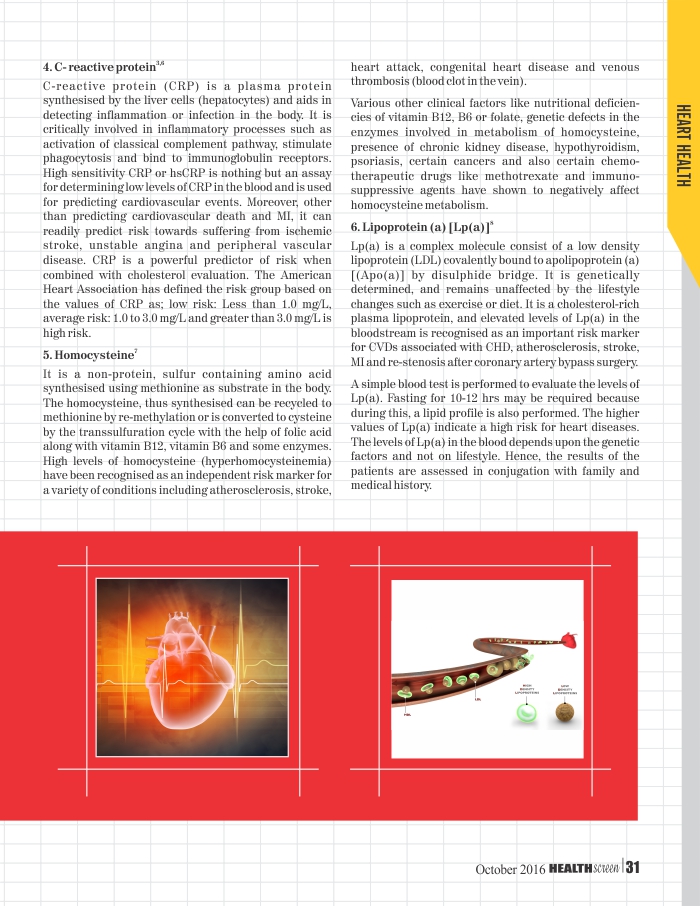 4. C- reactive protein3,6
C-reactive protein (CRP) is a plasma protein
synthesised by the liver cells (hepatocytes) and aids in
detecting inflammation or infection in the body. It is
critically involved in inflammatory processes such as
activation of classical complement pathway, stimulate
phagocytosis and bind to immunoglobulin receptors.
High sensitivity CRP or hsCRP is nothing but an assay
for determining low levels of CRP in the blood and is used
for predicting cardiovascular events. Moreover, other
than predicting cardiovascular death and MI, it can
readily predict risk towards suffering from ischemic
stroke, unstable angina and peripheral vascular
disease. CRP is a powerful predictor of risk when
combined with cholesterol evaluation. The American
Heart Association has defined the risk group based on
the values of CRP as; low risk: Less than 1.0 mg/L,
average risk: 1.0 to 3.0 mg/L and greater than 3.0 mg/L is
high risk.
5. Homocysteine7
It is a non-protein, sulfur containing amino acid
synthesised using methionine as substrate in the body.
The homocysteine, thus synthesised can be recycled to
methionine by re-methylation or is converted to cysteine
by the transsulfuration cycle with the help of folic acid
along with vitamin B12, vitamin B6 and some enzymes.
High levels of homocysteine (hyperhomocysteinemia)
have been recognised as an independent risk marker for
a variety of conditions including atherosclerosis, stroke,
heart attack, congenital heart disease and venous
thrombosis (blood clot in the vein).
Various other clinical factors like nutritional deficien-
cies of vitamin B12, B6 or folate, genetic defects in the
enzymes involved in metabolism of homocysteine,
presence of chronic kidney disease, hypothyroidism,
psoriasis, certain cancers and also certain chemo-
therapeutic drugs like methotrexate and immuno-
suppressive agents have shown to negatively affect
homocysteine metabolism.
6. Lipoprotein (a) [Lp(a)]8
Lp(a) is a complex molecule consist of a low density
lipoprotein (LDL) covalently bound to apolipoprotein (a)
[(Apo(a)] by disulphide bridge. It is genetically
determined, and remains unaffected by the lifestyle
changes such as exercise or diet. It is a cholesterol-rich
plasma lipoprotein, and elevated levels of Lp(a) in the
bloodstream is recognised as an important risk marker
for CVDs associated with CHD, atherosclerosis, stroke,
MI and re-stenosis after coronary artery bypass surgery.
A simple blood test is performed to evaluate the levels of
Lp(a). Fasting for 10-12 hrs may be required because
during this, a lipid profile is also performed. The higher
values of Lp(a) indicate a high risk for heart diseases.
The levels of Lp(a) in the blood depends upon the genetic
factors and not on lifestyle. Hence, the results of the
patients are assessed in conjugation with family and
medical history.
HEART HEALTH
HDL
LDL
HIGH
DENSITY
LIPOPROTEINS
LOW
DENSITY
LIPOPROTEINS
October 2016 HEALTH screen 31